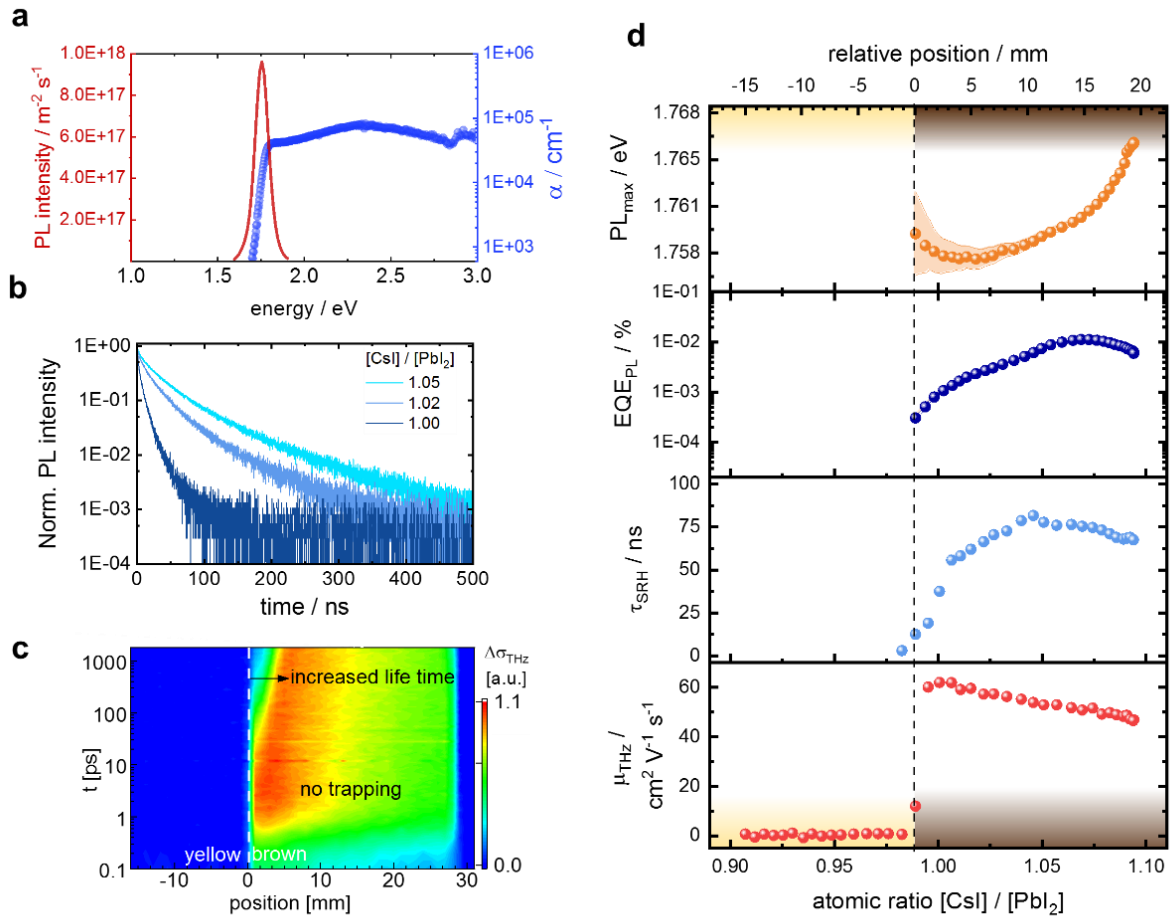 a
PL intensity / m-2 s-1
1.0E+18
8.0E+17
6.0E+17
4.0E+17
2.0E+17
1E+06
1E+05
1E+04
1E+03
α / cm-1
1.0 1.5 2.0 2.5 3.0
energy / eV
b
Norm. PL intensity
1E+00
1E-01
1E-02
1E-03
1E-04
[CsI] / [PbI2]
1.05
1.02
1.00
0 100 200 300 400 500
time / ns
c
t [ps]
1000
100
10
1
0.1
increased life time
no trapping
yellow brown
ΔσTHz
[a.u.]
1.1
0.0
-10 0 10 20 30
position [mm]
d
relative position / mm
-15 -10 -5 0 5 10 15 20
PLmax / eV
1.768
1.765
1.761
1.758
EQEPL / %
1E-01
1E-02
1E-03
1E-04
τSRH / ns
100
75
50
25
0
μTHz /
cm2 V-1 s-1
60
40
20
0
0.90 0.95 1.00 1.05 1.10
atomic ratio [CsI] / [PbI2]